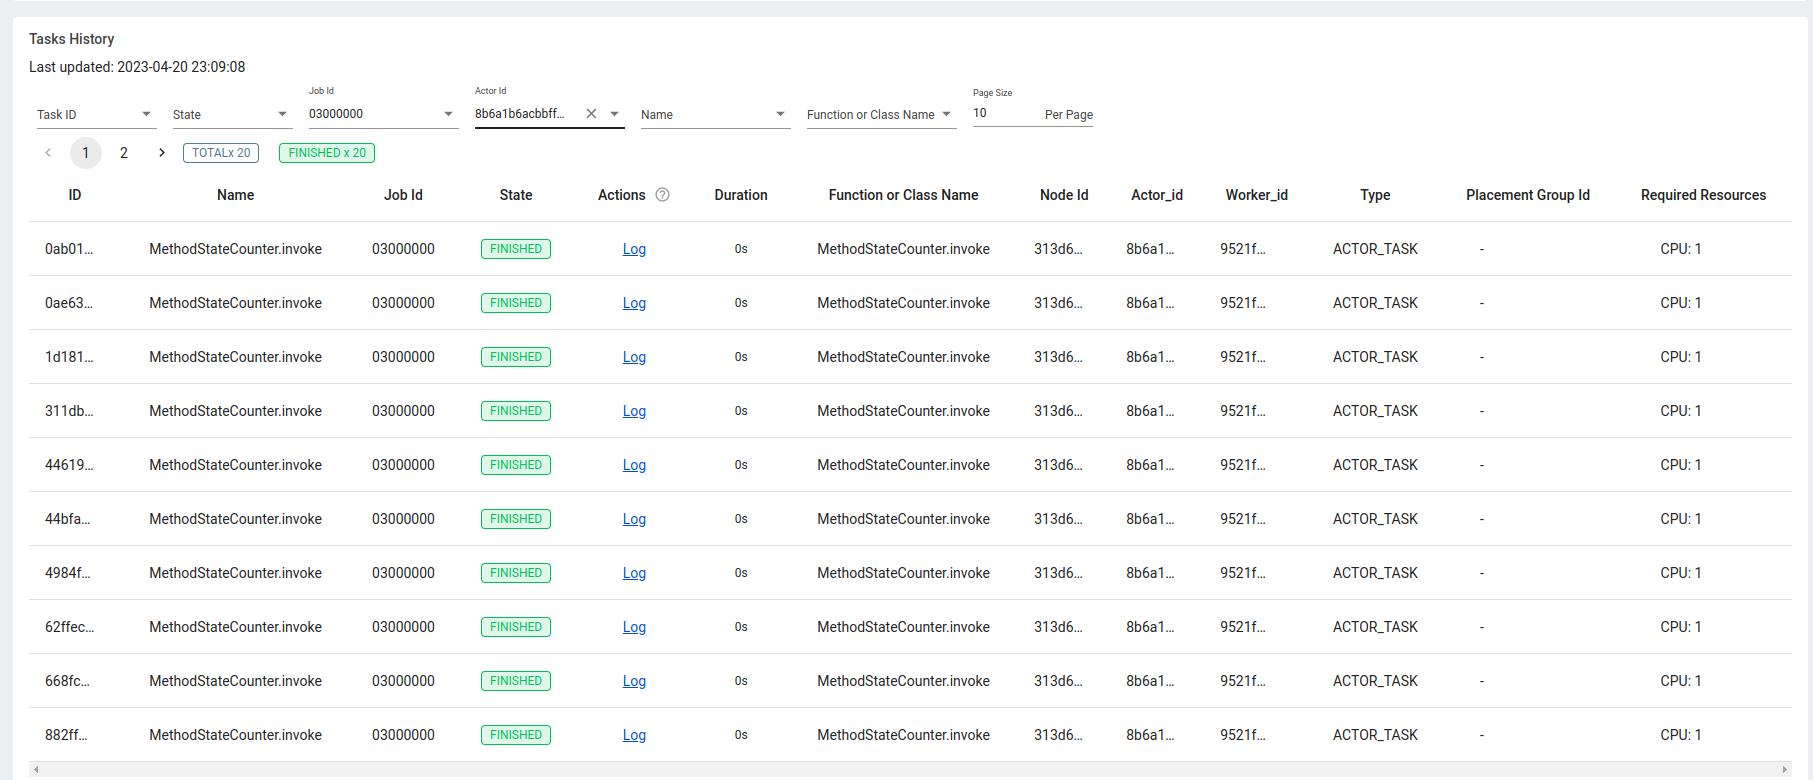 Tasks History
Last updated: 2023-04-20 23:09:08
Job Id Actor Id Page Size
Task ID State 03000000 8b6a1b6acbbff... Name Function or Class Name 10 Per Page
1 2 TOTALx 20 FINISHED x 20
ID Name Job Id State Actions ? Duration Function or Class Name Node Id Actor_id Worker_id Type Placement Group Id Required Resources
0ab01... MethodStateCounter.invoke 03000000 FINISHED Log 0s MethodStateCounter.invoke 313d6... 8b6a1... 9521f... ACTOR_TASK - CPU: 1
0ae63... MethodStateCounter.invoke 03000000 FINISHED Log 0s MethodStateCounter.invoke 313d6... 8b6a1... 9521f... ACTOR_TASK - CPU: 1
1d181... MethodStateCounter.invoke 03000000 FINISHED Log 0s MethodStateCounter.invoke 313d6... 8b6a1... 9521f... ACTOR_TASK - CPU: 1
311db... MethodStateCounter.invoke 03000000 FINISHED Log 0s MethodStateCounter.invoke 313d6... 8b6a1... 9521f... ACTOR_TASK - CPU: 1
44619... MethodStateCounter.invoke 03000000 FINISHED Log 0s MethodStateCounter.invoke 313d6... 8b6a1... 9521f... ACTOR_TASK - CPU: 1
44bfa... MethodStateCounter.invoke 03000000 FINISHED Log 0s MethodStateCounter.invoke 313d6... 8b6a1... 9521f... ACTOR_TASK - CPU: 1
4984f... MethodStateCounter.invoke 03000000 FINISHED Log 0s MethodStateCounter.invoke 313d6... 8b6a1... 9521f... ACTOR_TASK - CPU: 1
62ffec... MethodStateCounter.invoke 03000000 FINISHED Log 0s MethodStateCounter.invoke 313d6... 8b6a1... 9521f... ACTOR_TASK - CPU: 1
668fc... MethodStateCounter.invoke 03000000 FINISHED Log 0s MethodStateCounter.invoke 313d6... 8b6a1... 9521f... ACTOR_TASK - CPU: 1
882ff... MethodStateCounter.invoke 03000000 FINISHED Log 0s MethodStateCounter.invoke 313d6... 8b6a1... 9521f... ACTOR_TASK - CPU: 1